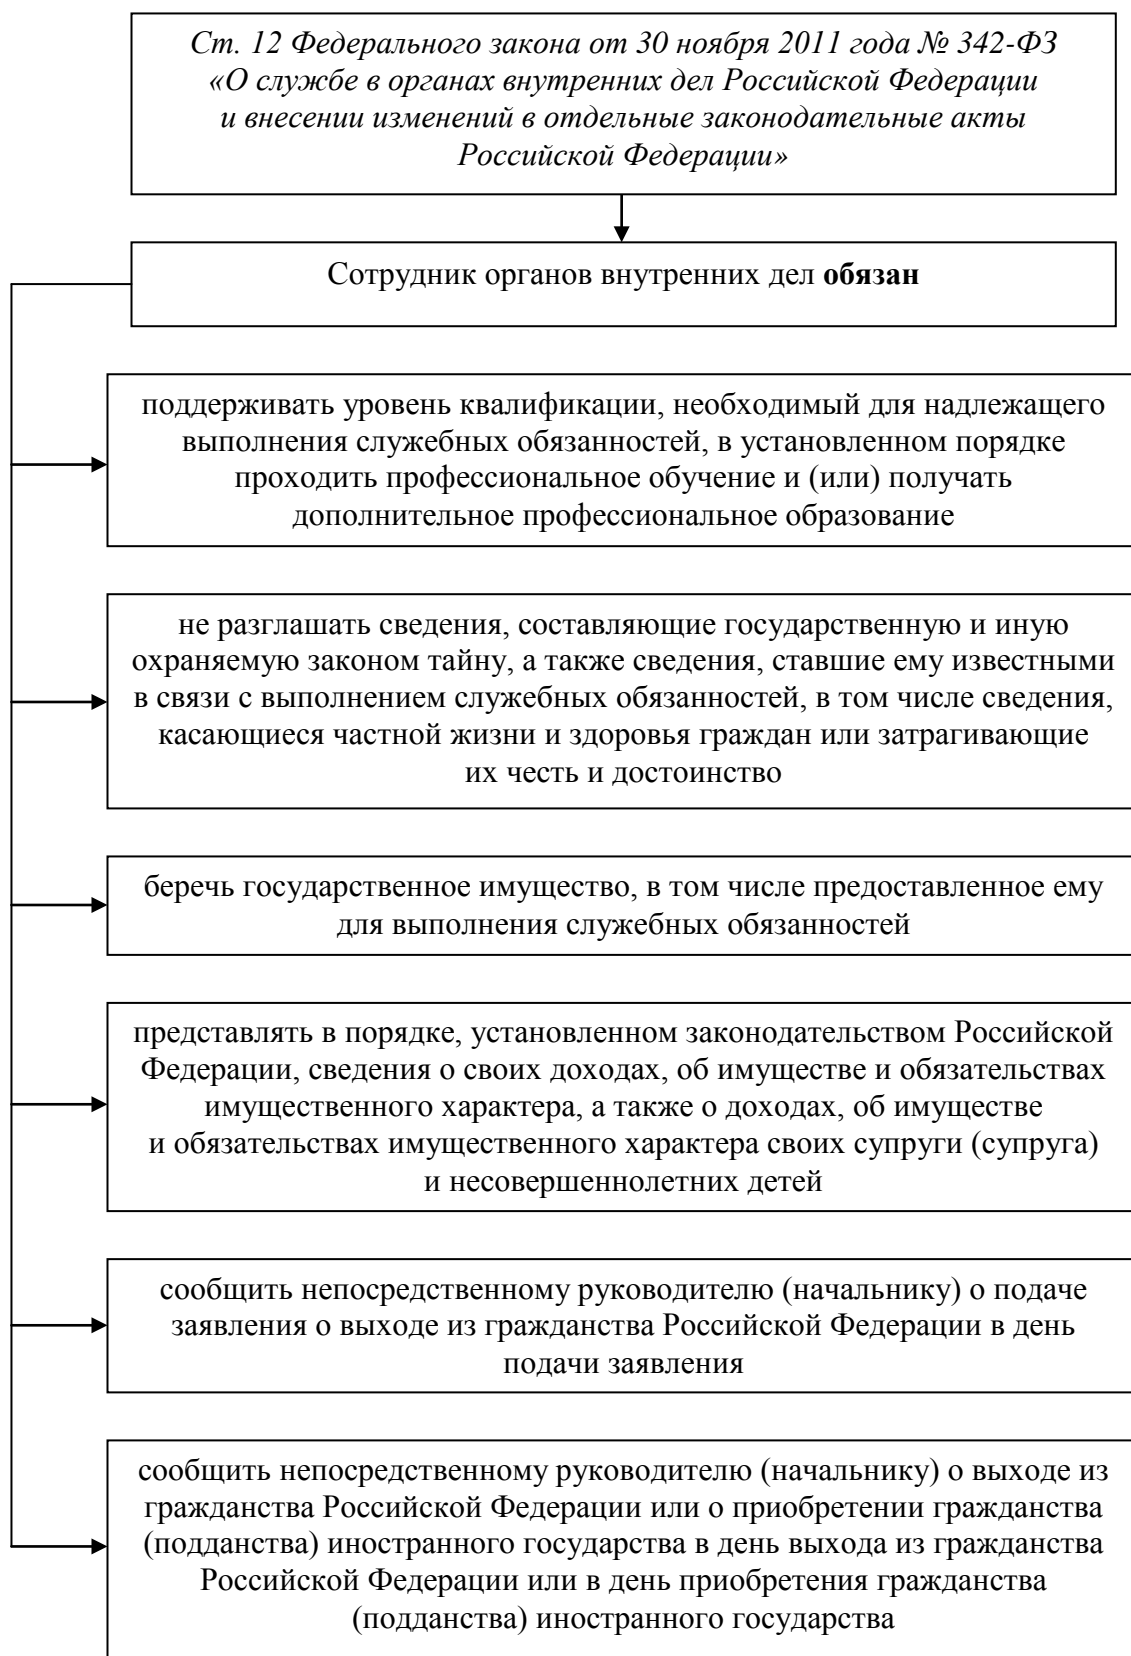 Ст. 12 Федерального закона от 30 ноября 2011 года № 342-ФЗ
«О службе в органах внутренних дел Российской Федерации
и внесении изменений в отдельные законодательные акты
Российской Федерации»
Сотрудник органов внутренних дел обязан
поддерживать уровень квалификации, необходимый для надлежащего
выполнения служебных обязанностей, в установленном порядке
проходить профессиональное обучение и (или) получать
дополнительное профессиональное образование
не разглашать сведения, составляющие государственную и иную
охраняемую законом тайну, а также сведения, ставшие ему известными
в связи с выполнением служебных обязанностей, в том числе сведения,
касающиеся частной жизни и здоровья граждан или затрагивающие
их честь и достоинство
беречь государственное имущество, в том числе предоставленное ему
для выполнения служебных обязанностей
представлять в порядке, установленном законодательством Российской
Федерации, сведения о своих доходах, об имуществе и обязательствах
имущественного характера, а также о доходах, об имуществе
и обязательствах имущественного характера своих супруги (супруга)
и несовершеннолетних детей
сообщить непосредственному руководителю (начальнику) о подаче
заявления о выходе из гражданства Российской Федерации в день
подачи заявления
сообщить непосредственному руководителю (начальнику) о выходе из
гражданства Российской Федерации или о приобретении гражданства
(подданства) иностранного государства в день выхода из гражданства
Российской Федерации или в день приобретения гражданства
(подданства) иностранного государства